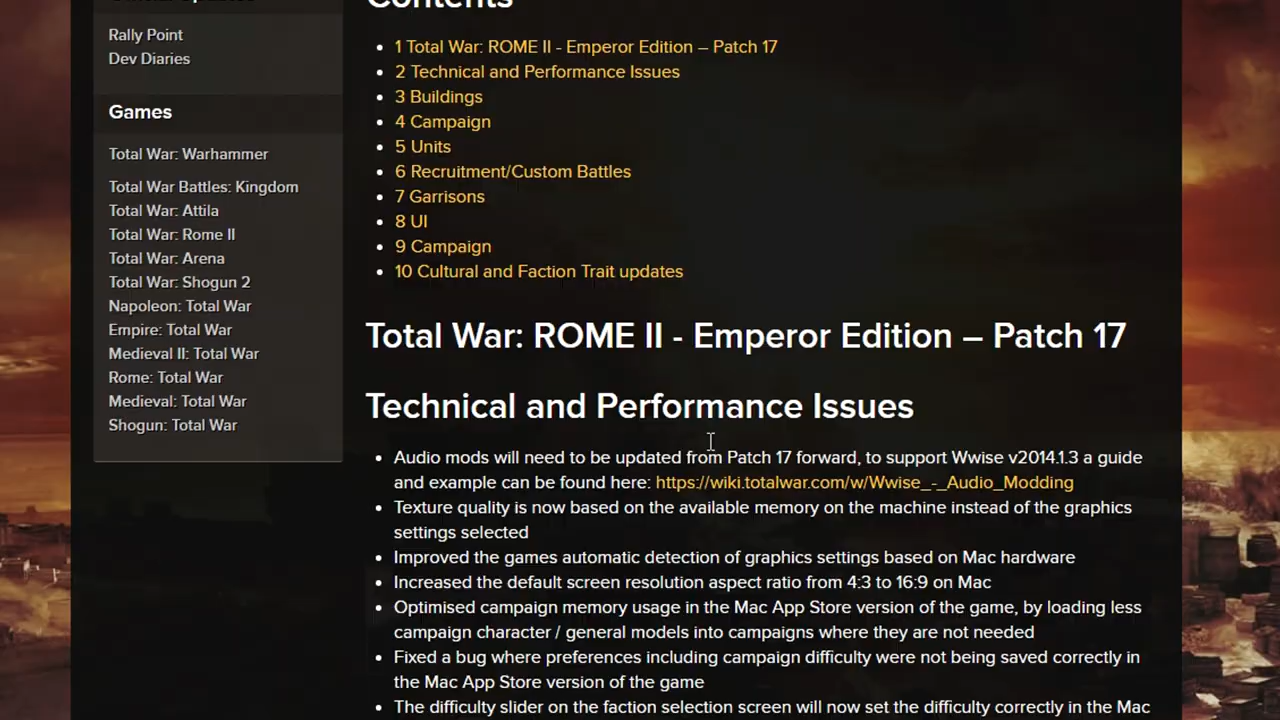 Rally Point
Dev Diaries
Games
Total War: Warhammer
Total War Battles: Kingdom
Total War: Attila
Total War: Rome II
Total War: Arena
Total War: Shogun 2
Napoleon: Total War
Empire: Total War
Medieval II: Total War
Rome: Total War
Medieval: Total War
Shogun: Total War
Contents
1 Total War: ROME II - Emperor Edition – Patch 17
2 Technical and Performance Issues
3 Buildings
4 Campaign
5 Units
6 Recruitment/Custom Battles
7 Garrisons
8 UI
9 Campaign
10 Cultural and Faction Trait updates
Total War: ROME II - Emperor Edition – Patch 17
Technical and Performance Issues
Audio mods will need to be updated from Patch 17 forward, to support Wwise v2014.1.3 a guide
and example can be found here: https://wiki.totalwar.com/w/Wwise_-_Audio_Modding
Texture quality is now based on the available memory on the machine instead of the graphics
settings selected
Improved the games automatic detection of graphics settings based on Mac hardware
Increased the default screen resolution aspect ratio from 4:3 to 16:9 on Mac
Optimised campaign memory usage in the Mac App Store version of the game, by loading less
campaign character / general models into campaigns where they are not needed
Fixed a bug where preferences including campaign difficulty were not being saved correctly in
the Mac App Store version of the game
The difficulty slider on the faction selection screen will now set the difficulty correctly in the Mac